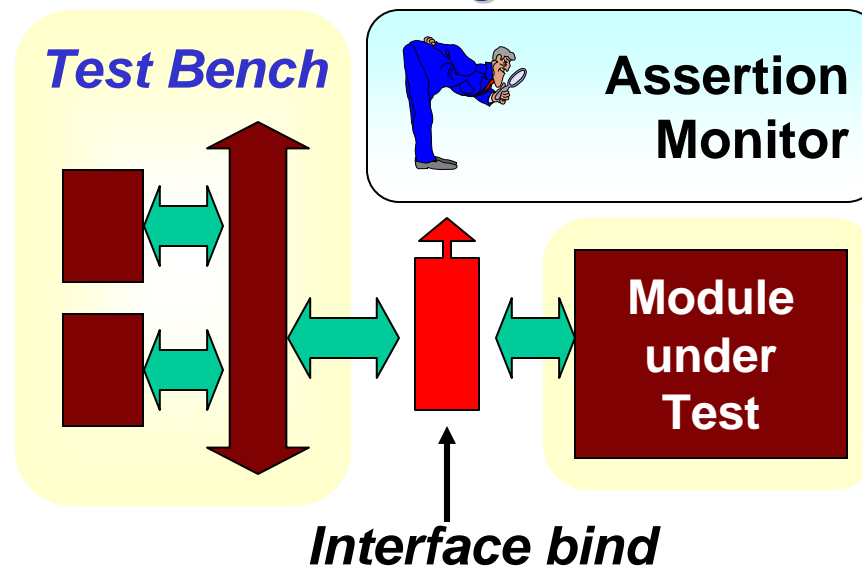 Test Bench
Assertion
Monitor
Module
under
Test
Interface bind